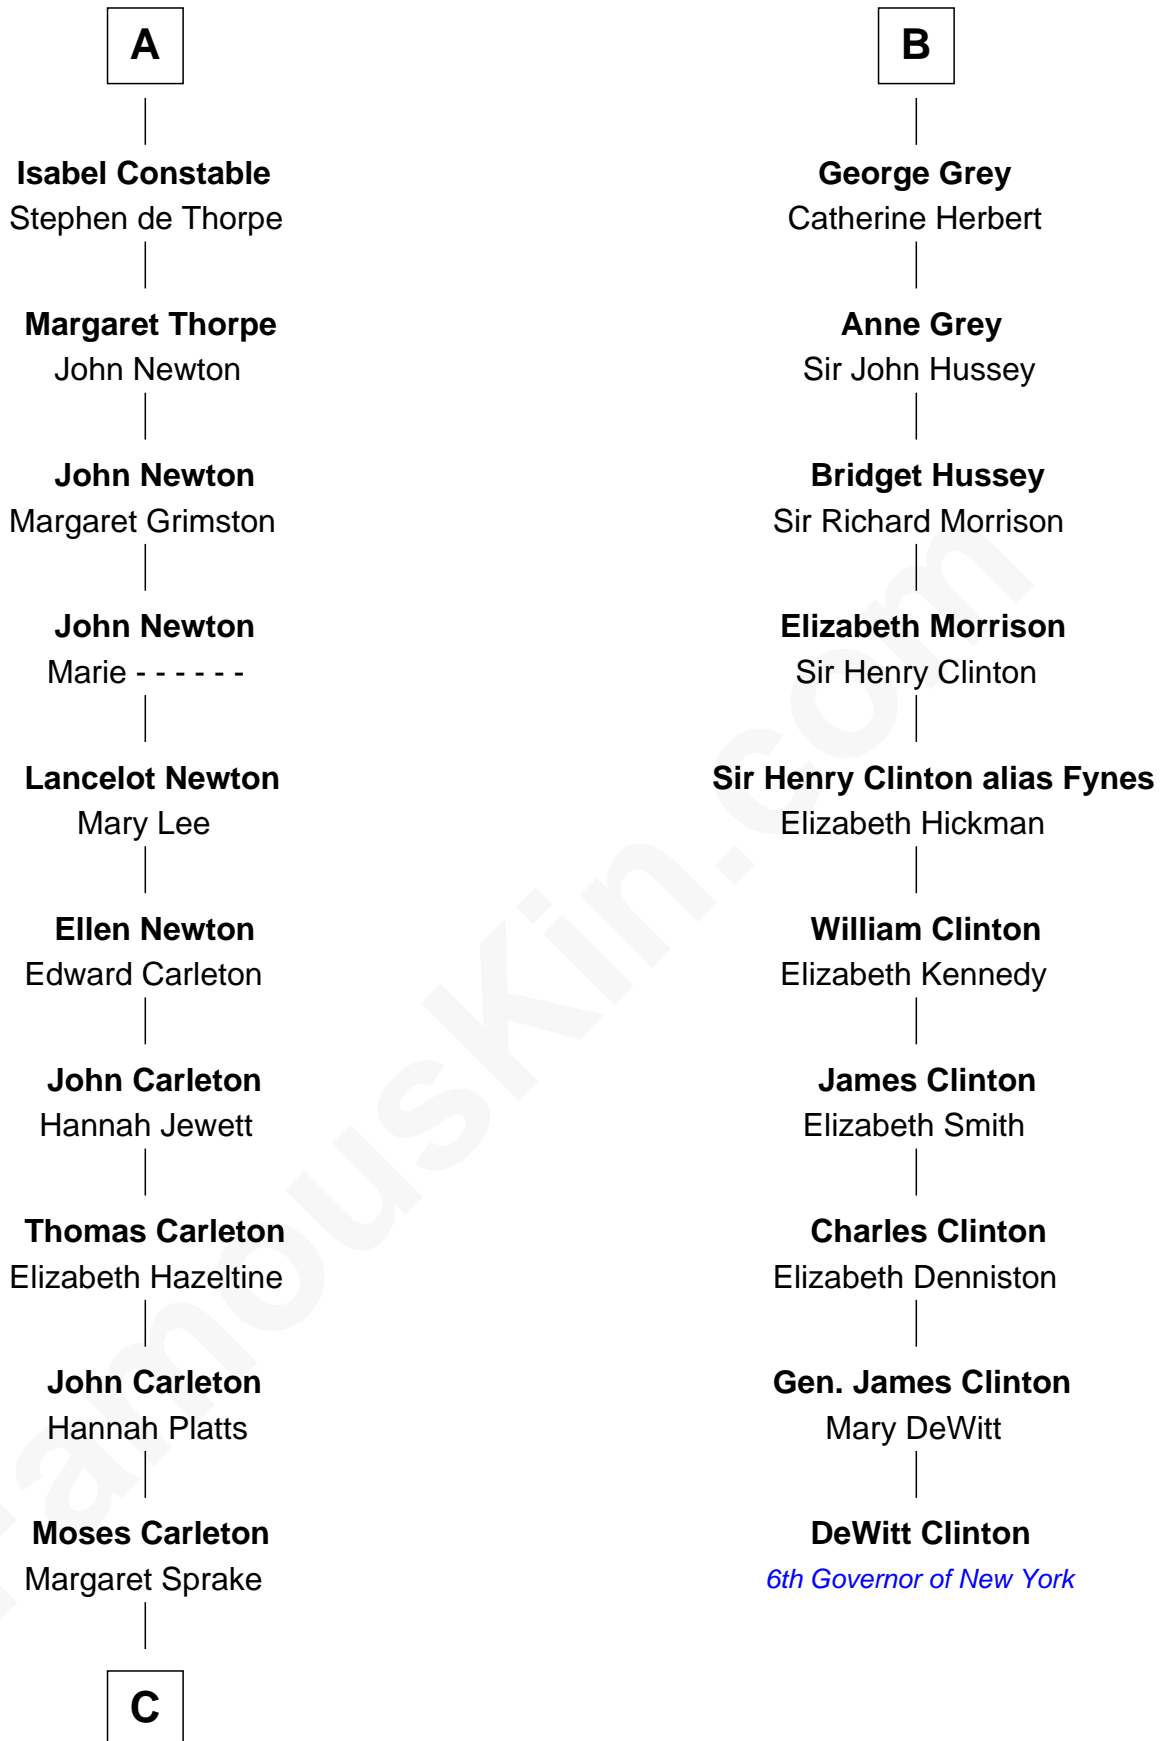 A
Isabel Constable
Stephen de Thorpe
Margaret Thorpe
John Newton
John Newton
Margaret Grimston
John Newton
Marie - - - - - -
Lancelot Newton
Mary Lee
Ellen Newton
Edward Carleton
John Carleton
Hannah Jewett
Thomas Carleton
Elizabeth Hazeltine
John Carleton
Hannah Platts
Moses Carleton
Margaret Sprake
C
B
George Grey
Catherine Herbert
Anne Grey
Sir John Hussey
Bridget Hussey
Sir Richard Morrison
Elizabeth Morrison
Sir Henry Clinton
Sir Henry Clinton alias Fynes
Elizabeth Hickman
William Clinton
Elizabeth Kennedy
James Clinton
Elizabeth Smith
Charles Clinton
Elizabeth Denniston
Gen. James Clinton
Mary DeWitt
DeWitt Clinton
6th Governor of New York
FamousKin.com